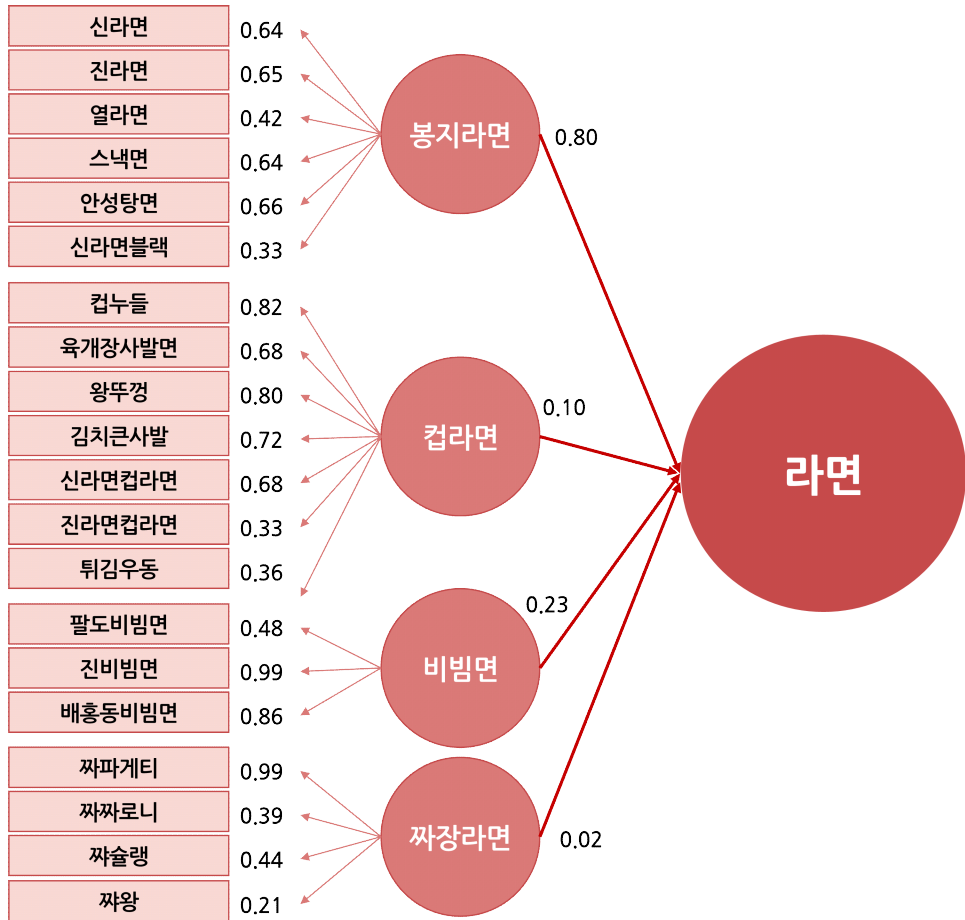 신라면 0.64
진라면 0.65
열라면 0.42
스낵면 0.64
안성탕면 0.66
신라면블랙 0.33
봉지라면
0.80
컵누들 0.82
육개장사발면 0.68
왕뚜껑 0.80
김치큰사발 0.72
신라면컵라면 0.68
진라면컵라면 0.33
튀김우동 0.36
컵라면
0.10
라면
팔도비빔면 0.48
진비빔면 0.99
배홍동비빔면 0.86
비빔면
0.23
짜파게티 0.99
짜짜로니 0.39
쨔슐랭 0.44
쨔왕 0.21
짜장라면
0.02